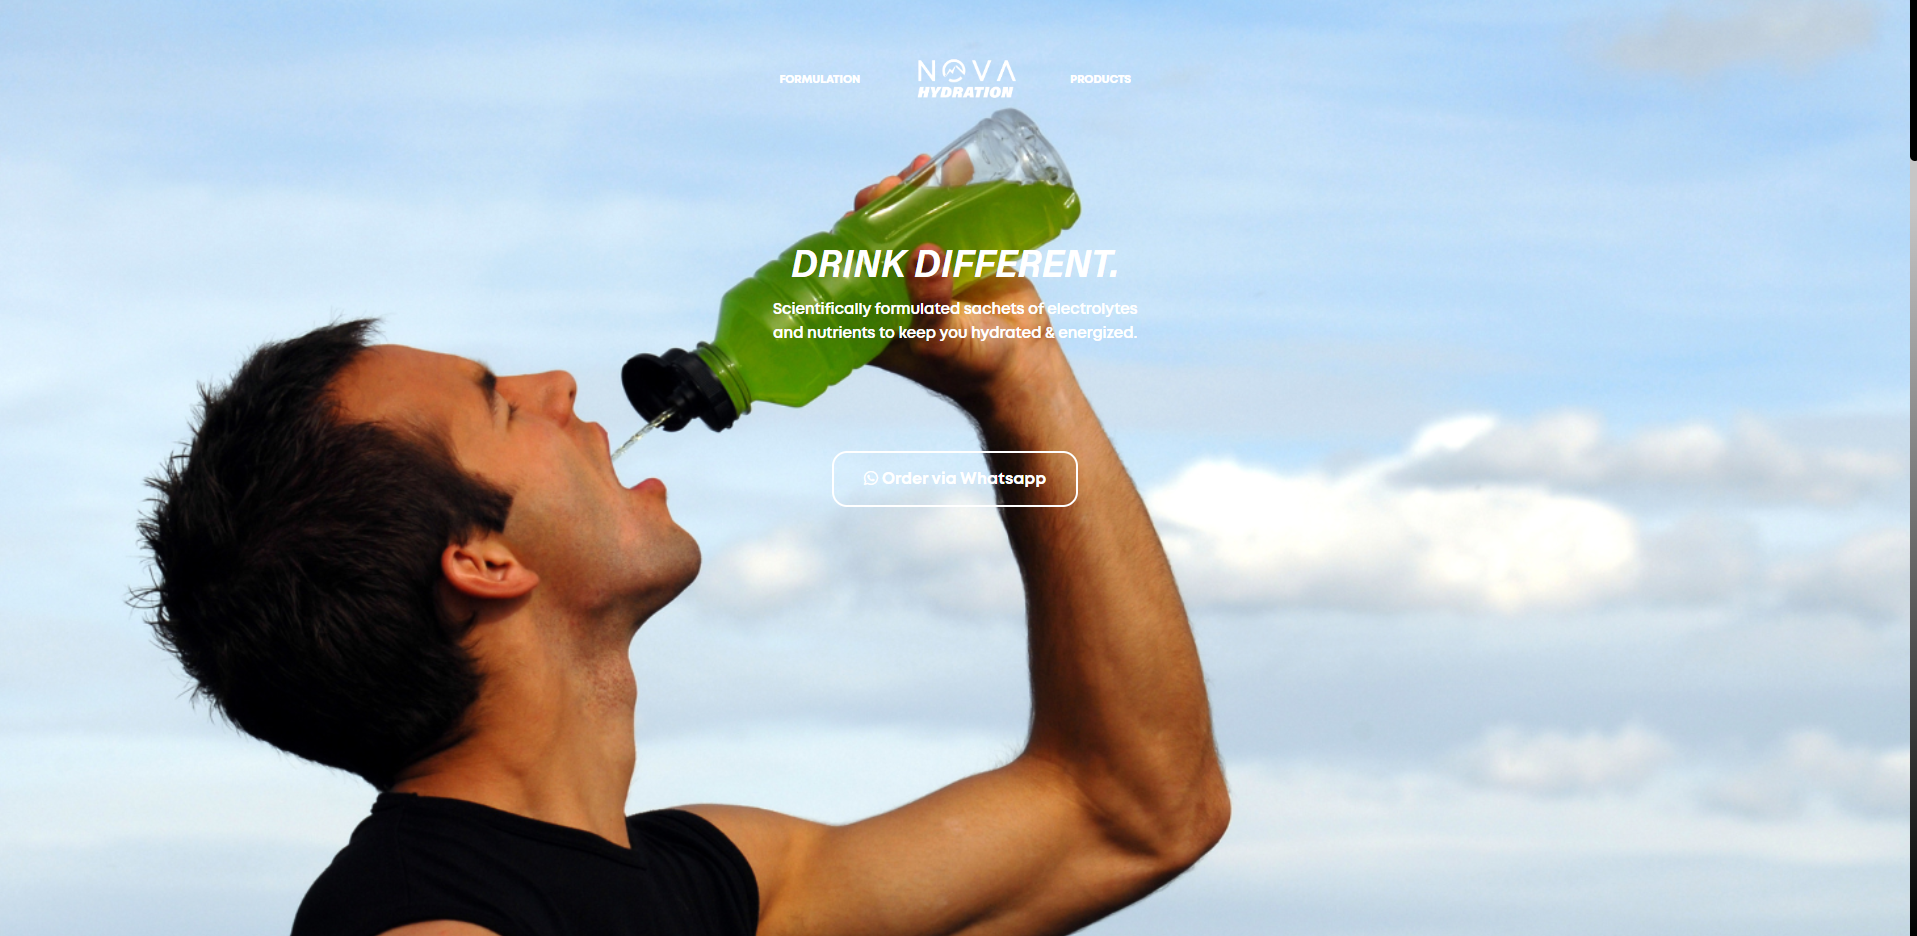 FORMULATION
NOVA
HYDRATION
PRODUCTS
DRINK DIFFERENT.
Scientifically formulated sachets of electrolytes
and nutrients to keep you hydrated & energized.
Order via Whatsapp